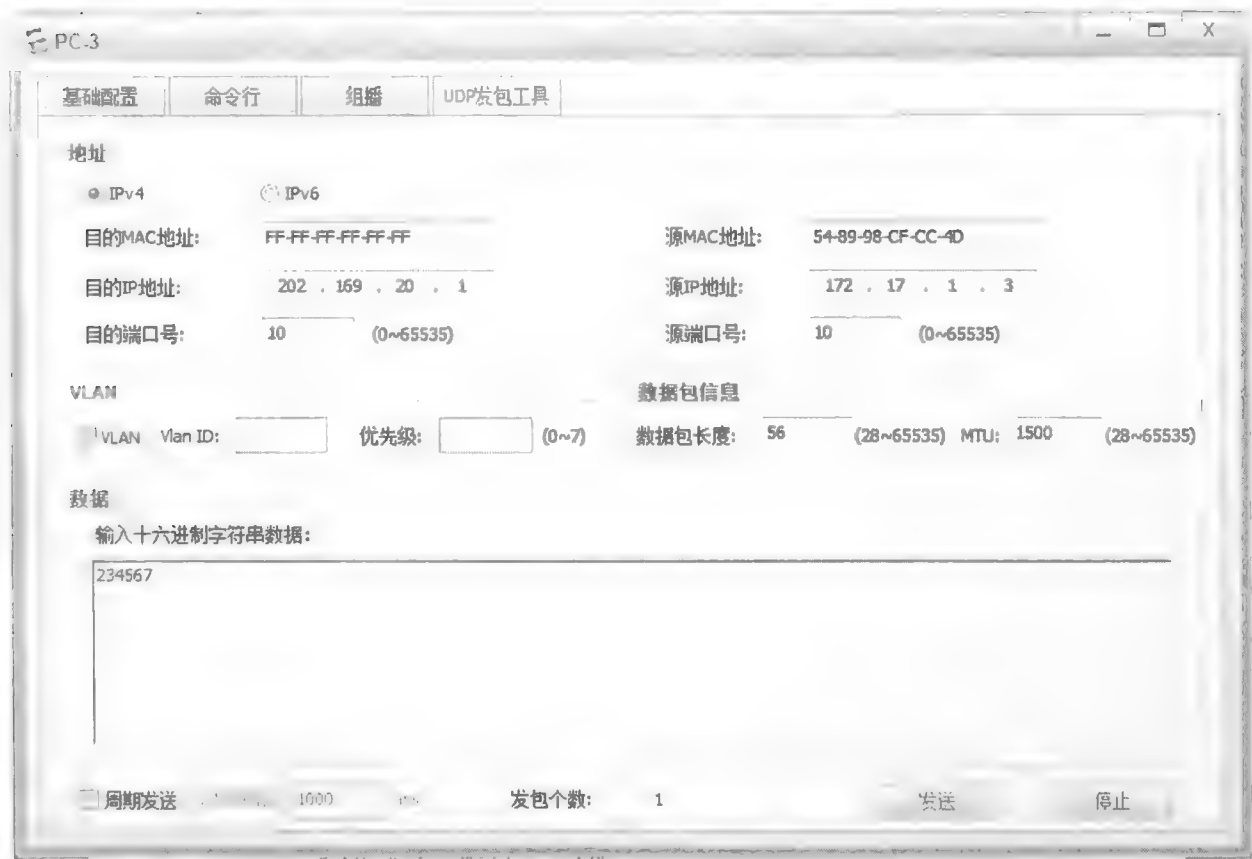 PC-3
基础配置 命令行 组播 UDP发包工具
地址
IPv4 IPv6
目的MAC地址: FF-FF-FF-FF-FF-FF 源MAC地址: 54-89-98-CF-CC-4D
目的IP地址: 202 . 169 . 20 . 1 源IP地址: 172 . 17 . 1 . 3
目的端口号: 10 (0~65535) 源端口号: 10 (0~65535)
VLAN 数据包信息
VLAN Vlan ID: 优先级: (0~7) 数据包长度: 56 (28~65535) MTU: 1500 (28~65535)
数据
输入十六进制字符串数据:
234567
周期发送 1000 发包个数: 1 发送 停止